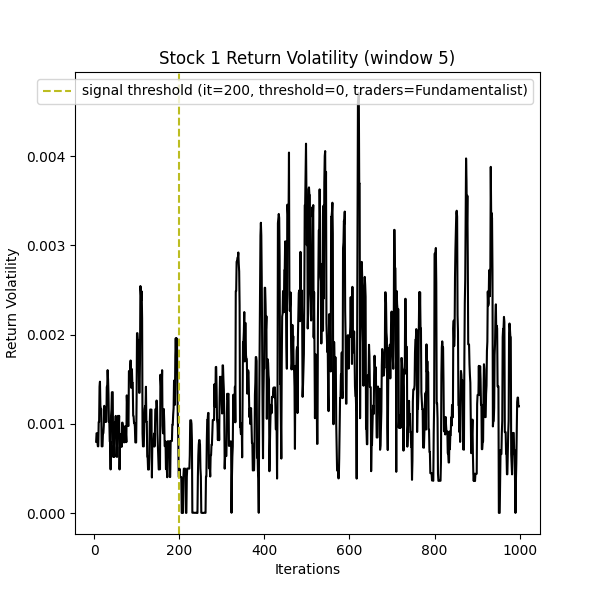 Stock 1 Return Volatility (window 5)
signal threshold (it=200, threshold=0, traders=Fundamentalist)
Return Volatility
0.004
0.003
0.002
0.001
0.000
0 200 400 600 800 1000
Iterations